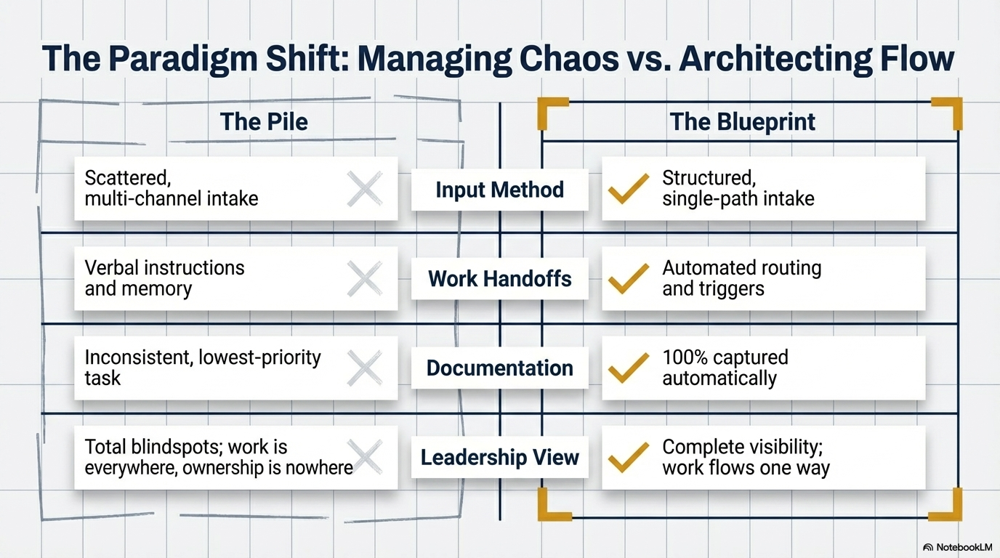 The Paradigm Shift: Managing Chaos vs. Architecting Flow
The Pile
The Blueprint
Scattered,
multi-channel intake
Input Method
Structured,
single-path intake
Verbal instructions
and memory
Work Handoffs
Automated routing
and triggers
Inconsistent, lowest-priority
task
Documentation
100% captured
automatically
Total blindspots; work is
everywhere, ownership is nowhere
Leadership View
Complete visibility;
work flows one way
NotebookLM